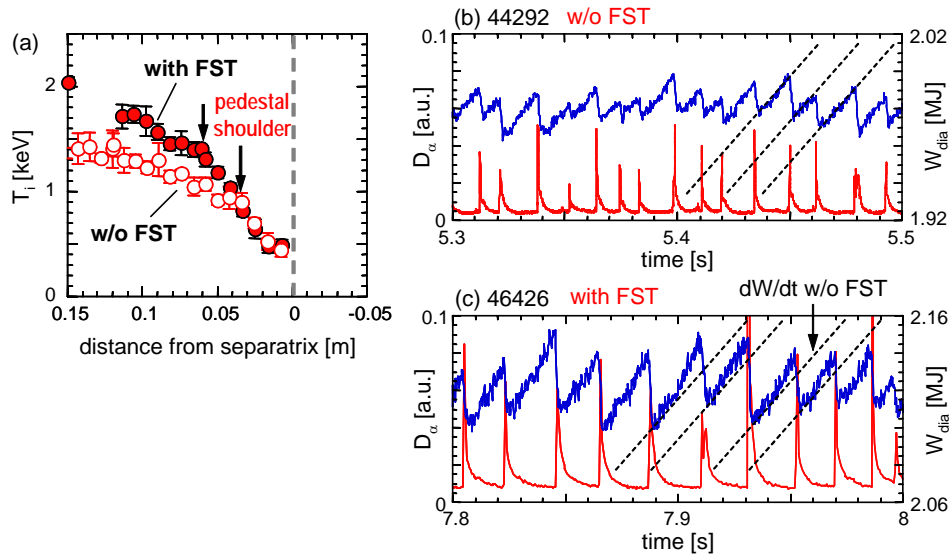 (a)
with FST
pedestal
shoulder
w/o FST
T_i [keV]
2
1
0
0.15
0.1
0.05
0
-0.05
distance from separatrix [m]
(b) 44292
w/o FST
0.1
0
D_α [a.u.]
2.02
1.92
W_dia [MJ]
5.3
5.4
5.5
time [s]
(c) 46426
with FST
dW/dt w/o FST
0.1
0
D_α [a.u.]
2.16
2.06
W_dia [MJ]
7.8
7.9
8
time [s]